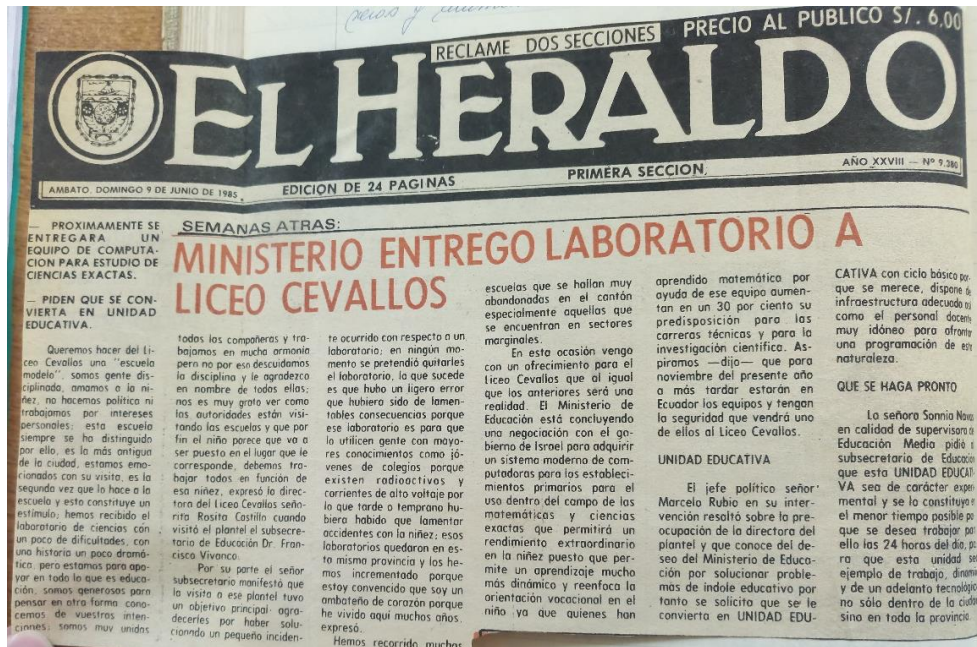 RECLAME DOS SECCIONES
PRECIO AL PUBLICO S/. 6,00
EL HERALDO
AMBATO, DOMINGO 9 DE JUNIO DE 1985
EDICION DE 24 PAGINAS
PRIMERA SECCION
AÑO XXVIII — Nº 9.380
— PROXIMAMENTE SE
ENTREGARA UN
EQUIPO DE COMPUTA-
CION PARA ESTUDIO DE
CIENCIAS EXACTAS.
— PIDEN QUE SE CON-
VIERTA EN UNIDAD
EDUCATIVA.
SEMANAS ATRAS:
MINISTERIO ENTREGO LABORATORIO A
LICEO CEVALLOS
Queremos hacer del Li-
ceo Cevallos una "escuela
modelo", somos gente dis-
ciplinada, amamos a la ni-
ñez, no hacemos política ni
trabajamos por intereses
personales; esta escuela
siempre se ha distinguido
por ello, es la más antigua
de la ciudad, estamos emo-
cionados con su visita, es la
segunda vez que lo hace a la
escuela y esto constituye un
estímulo; hemos recibido el
laboratorio de ciencias con
un poco de dificultades, con
una historia un poco dramá-
tica, pero estamos para apo-
yar en todo lo que es educa-
ción, somos generosas para
pensar en otra forma cono-
cemos de vuestras inten-
ciones; somos muy unidas
todas las compañeras y tra-
bajamos en mucha armonía
pero no por eso descuidamos
la disciplina y le agradezco
en nombre de todas ellas;
nos es muy grato ver como
las autoridades están visi-
tando las escuelas y que por
fin el niño parece que va a
ser puesto en el lugar que le
corresponde, debemos tra-
bajar todos en función de
esa niñez, expresó la direc-
tora del Liceo Cevallos seño-
rita Rosita Castillo cuando
visitó el plantel el subsecre-
tario de Educación Dr. Fran-
cisco Vivanco.
Por su parte el señor
subsecretario manifestó que
la visita a ese plantel tuvo
un objetivo principal- agra-
decerles por haber solu-
cionado un pequeño inciden-
te ocurrido con respecto a un
laboratorio; en ningún mo-
mento se pretendió quitarles
el laboratorio, lo que sucede
es que hubo un ligero error
que hubiera sido de lamen-
tables consecuencias porque
ese laboratorio es para que
lo utilicen gente con mayo-
res conocimientos como jó-
venes de colegios porque
existen radioactivos y
corrientes de alto voltaje por
lo que tarde o temprano hu-
biera habido que lamentar
accidentes con la niñez; esos
laboratorios quedaron en es-
ta misma provincia y los he-
mos incrementado porque
estoy convencido que soy un
ambateño de corazón porque
he vivido aquí muchos años,
expresó.
Hemos recorrido muchas
escuelas que se hallan muy
abandonadas en el cantón
especialmente aquellas que
se encuentran en sectores
marginales.
En esta ocasión vengo
con un ofrecimiento para el
Liceo Cevallos que al igual
que los anteriores será una
realidad. El Ministerio de
Educación está concluyendo
una negociación con el go-
bierno de Israel para adquirir
un sistema moderno de com-
putadoras para los estableci-
mientos primarios para el
uso dentro del campo de las
matemáticas y ciencias
exactas que permitirá un
rendimiento extraordinario
en la niñez puesto que per-
mite un aprendizaje mucho
más dinámico y reenfoca la
orientación vocacional en el
niño ya que quienes han
aprendido matemático por
ayuda de ese equipo aumen-
tan en un 30 por ciento su
predisposición para las
carreras técnicas y para la
investigación científica. As-
piramos —dijo— que para
noviembre del presente año
a más tardar estarán en
Ecuador los equipos y tengan
la seguridad que vendrá uno
de ellos al Liceo Cevallos.
UNIDAD EDUCATIVA
El jefe político señor
Marcelo Rubio en su inter-
vención resaltó sobre la pre-
ocupación de la directora del
plantel y que conoce del de-
seo del Ministerio de Educa-
ción por solucionar proble-
mas de índole educativo por
tanto se solicita que se le
convierta en UNIDAD EDU-
CATIVA con ciclo básico por-
que se merece, dispone de
infraestructura adecuada así
como el personal docente
muy idóneo para afrontar
una programación de esta
naturaleza.
QUE SE HAGA PRONTO
La señora Sonnia
en calidad de supervisora de
Educación Media pidió
subsecretario de Educación
que esta UNIDAD EDUCATI-
VA sea de carácter experi-
mental y se lo constituya
el menor tiempo posible
que se desea trabajar
ello las 24 horas del día, pa-
ra que esta unidad sea
ejemplo de trabajo,
y de un adelanto tecnológico
no sólo dentro de la ciudad
sino en toda la provincia.